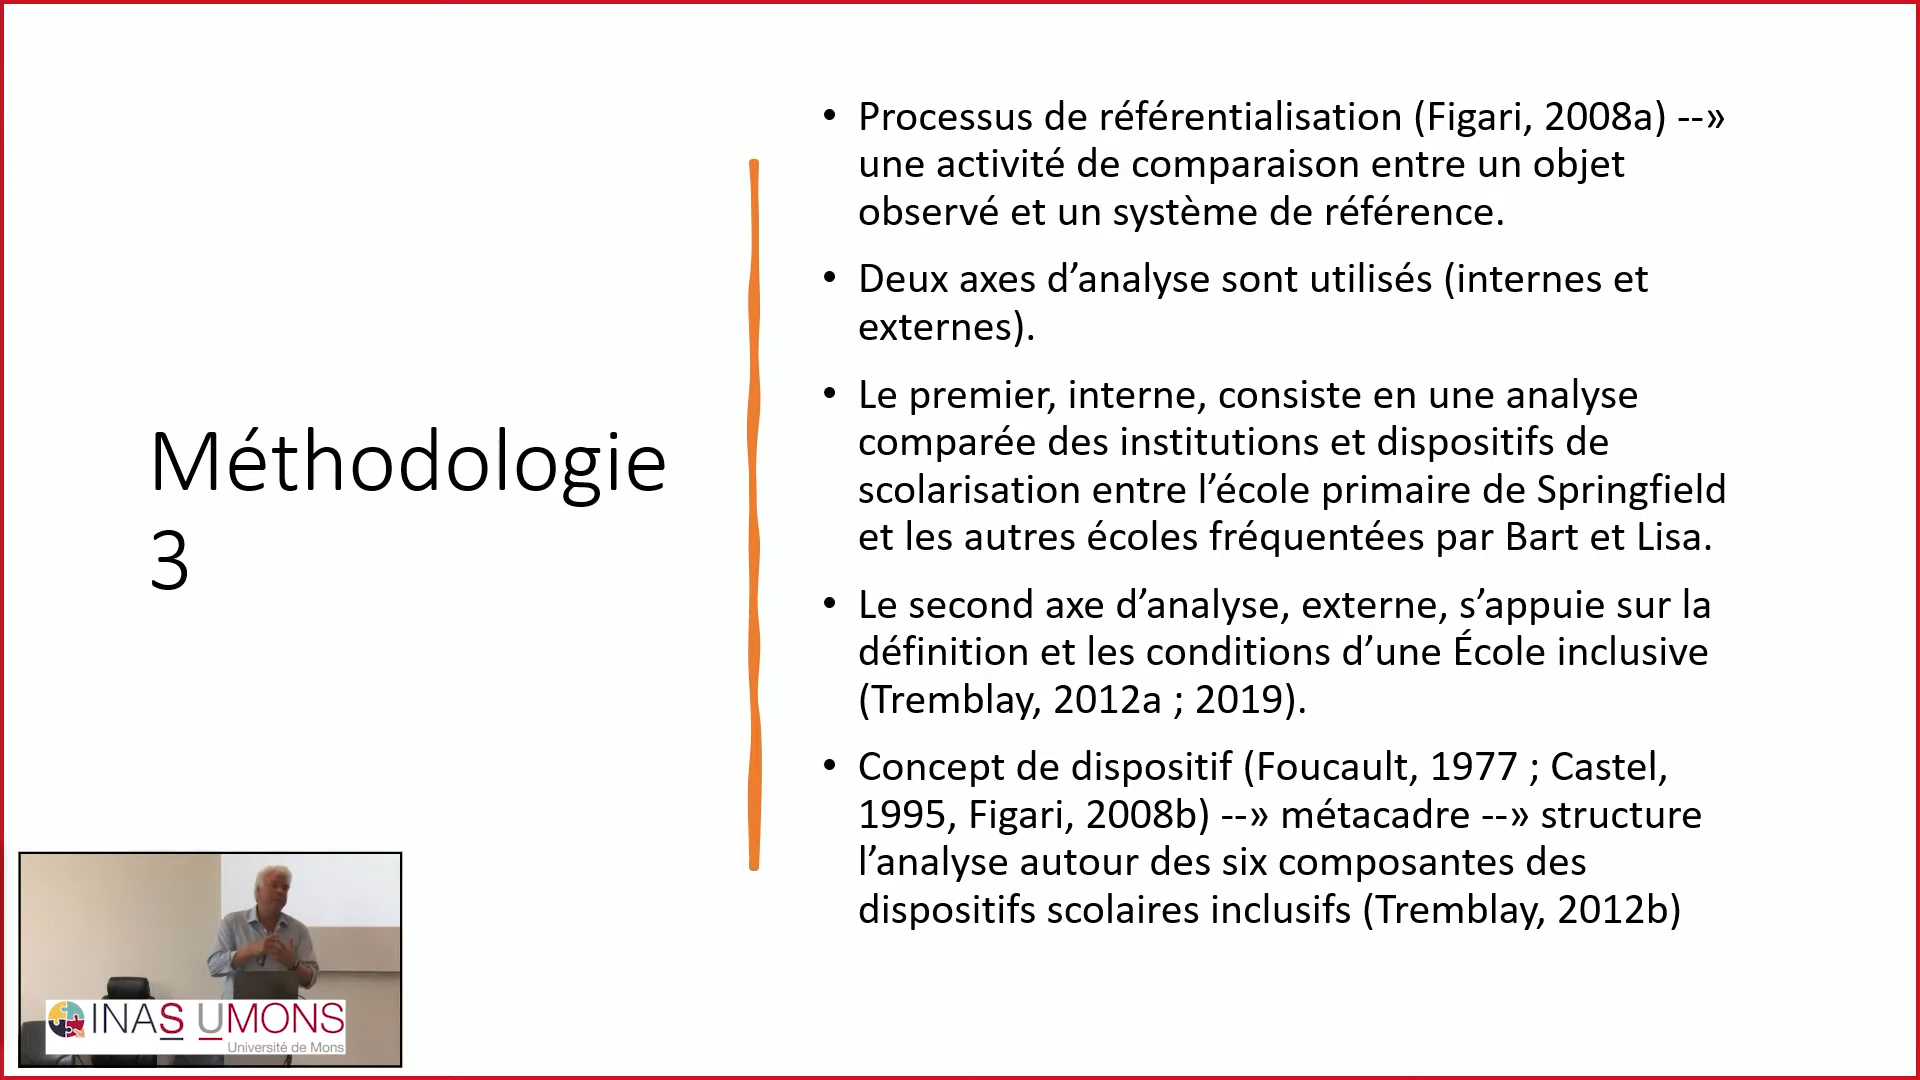 Méthodologie
3
• Processus de référentialisation (Figari, 2008a) --»
une activité de comparaison entre un objet
observé et un système de référence.
• Deux axes d’analyse sont utilisés (internes et
externes).
• Le premier, interne, consiste en une analyse
comparée des institutions et dispositifs de
scolarisation entre l’école primaire de Springfield
et les autres écoles fréquentées par Bart et Lisa.
• Le second axe d’analyse, externe, s’appuie sur la
définition et les conditions d’une École inclusive
(Tremblay, 2012a ; 2019).
• Concept de dispositif (Foucault, 1977 ; Castel,
1995, Figari, 2008b) --» métacadre --» structure
l’analyse autour des six composantes des
dispositifs scolaires inclusifs (Tremblay, 2012b)
INAS UMONS
Université de Mons